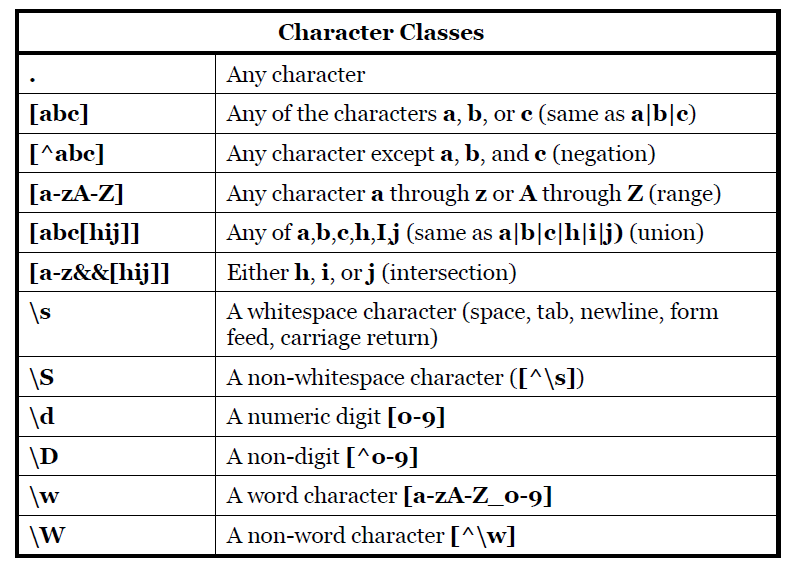 Character Classes
. Any character
[abc] Any of the characters a, b, or c (same as a|b|c)
[^abc] Any character except a, b, and c (negation)
[a-zA-Z] Any character a through z or A through Z (range)
[abc[hij]] Any of a,b,c,h,I,j (same as a|b|c|h|i|j) (union)
[a-z&&[hij]] Either h, i, or j (intersection)
\s A whitespace character (space, tab, newline, form
feed, carriage return)
\S A non-whitespace character ([^\s])
\d A numeric digit [0-9]
\D A non-digit [^0-9]
\w A word character [a-zA-Z_0-9]
\W A non-word character [^\w]